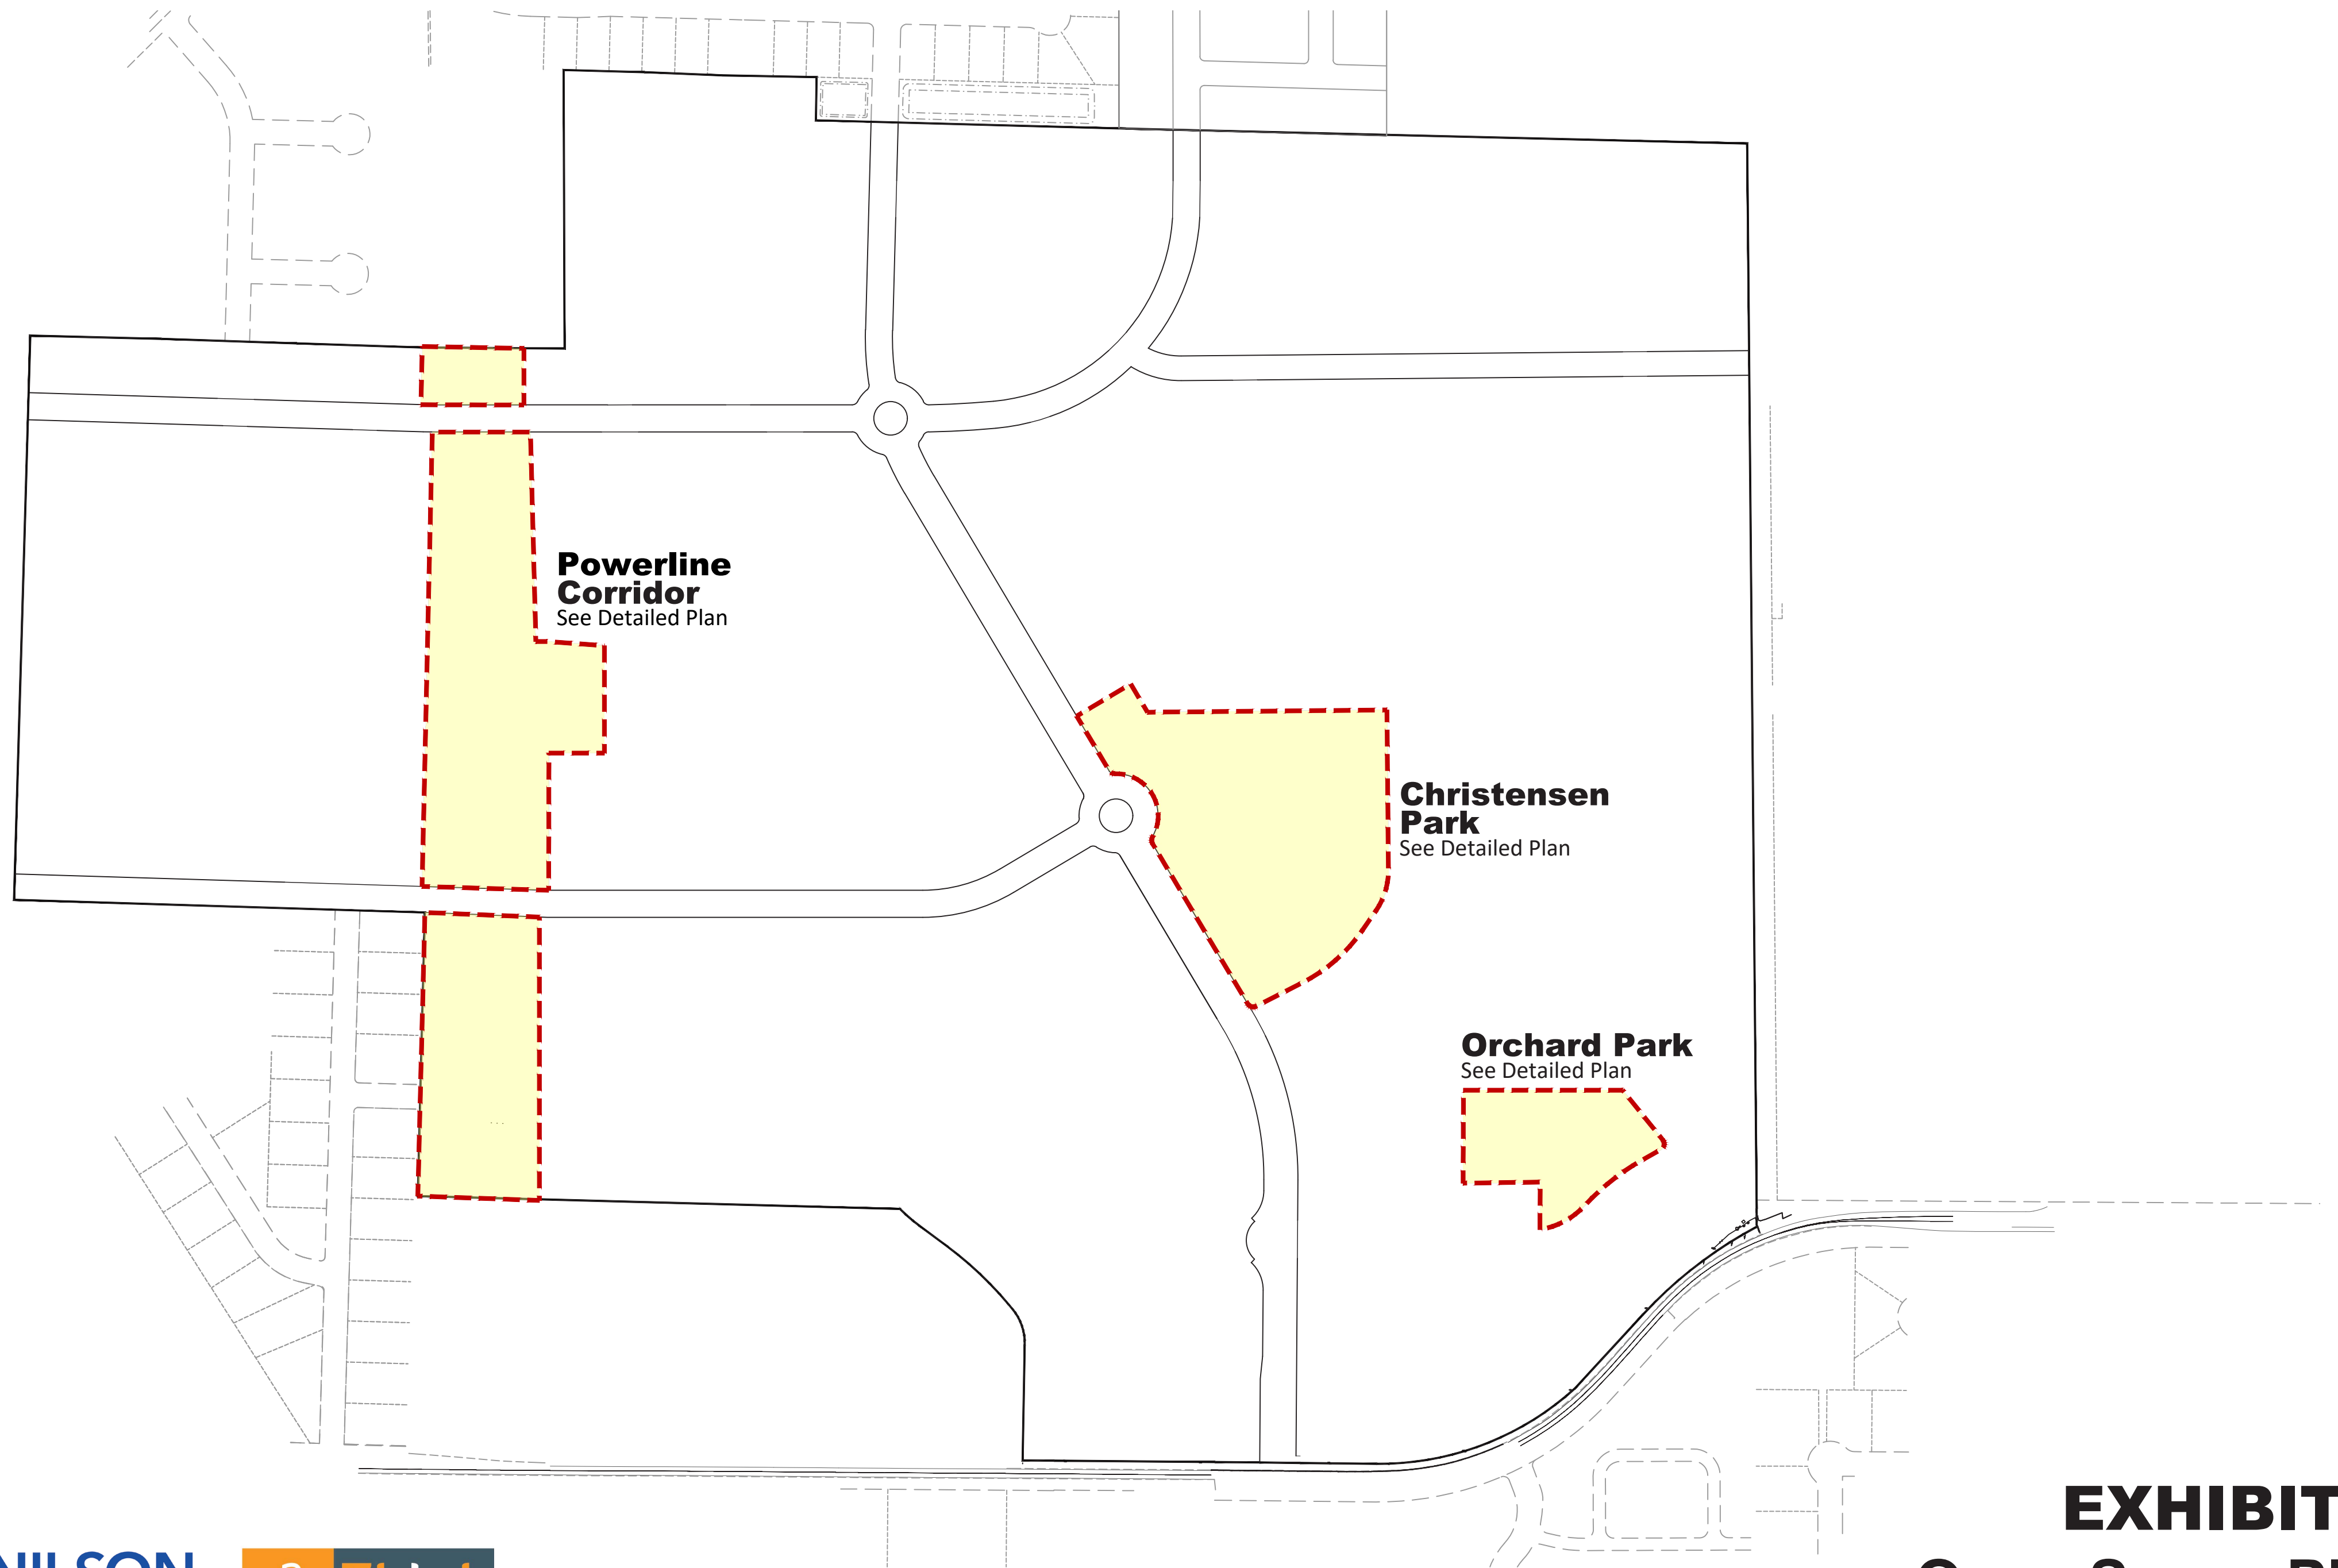 Powerline
Corridor
See Detailed Plan
Christensen
Park
See Detailed Plan
Orchard Park
See Detailed Plan
EXHIBIT